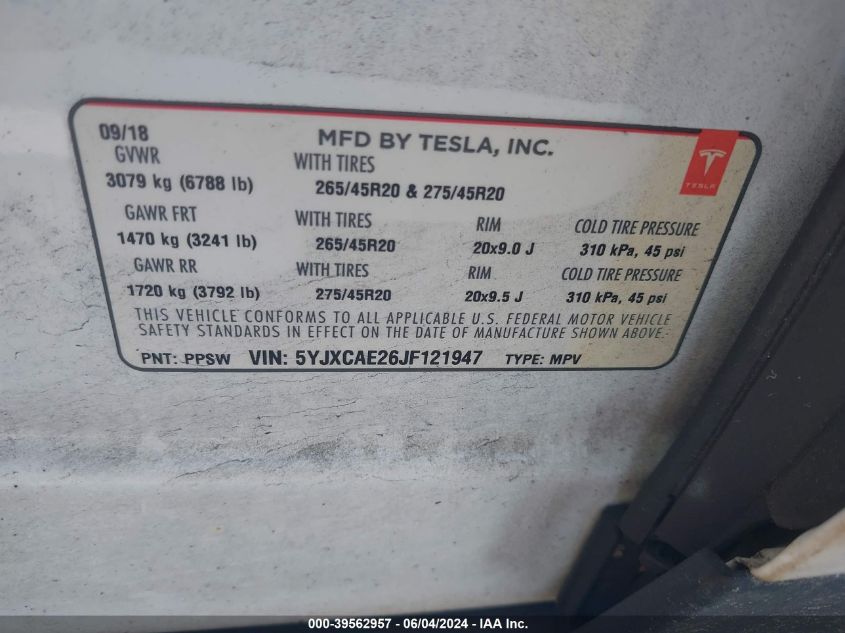 09/18
MFD BY TESLA, INC.
TESLA
GVWR WITH TIRES
3079 kg (6788 lb) 265/45R20 & 275/45R20
GAWR FRT WITH TIRES RIM COLD TIRE PRESSURE
1470 kg (3241 lb) 265/45R20 20x9.0 J 310 kPa, 45 psi
GAWR RR WITH TIRES RIM COLD TIRE PRESSURE
1720 kg (3792 lb) 275/45R20 20x9.5 J 310 kPa, 45 psi
THIS VEHICLE CONFORMS TO ALL APPLICABLE U.S. FEDERAL MOTOR VEHICLE
SAFETY STANDARDS IN EFFECT ON THE DATE OF MANUFACTURE SHOWN ABOVE.
PNT: PPSW VIN: 5YJXCAE26JF121947 TYPE: MPV
000-39562957 - 06/04/2024 - IAA Inc.